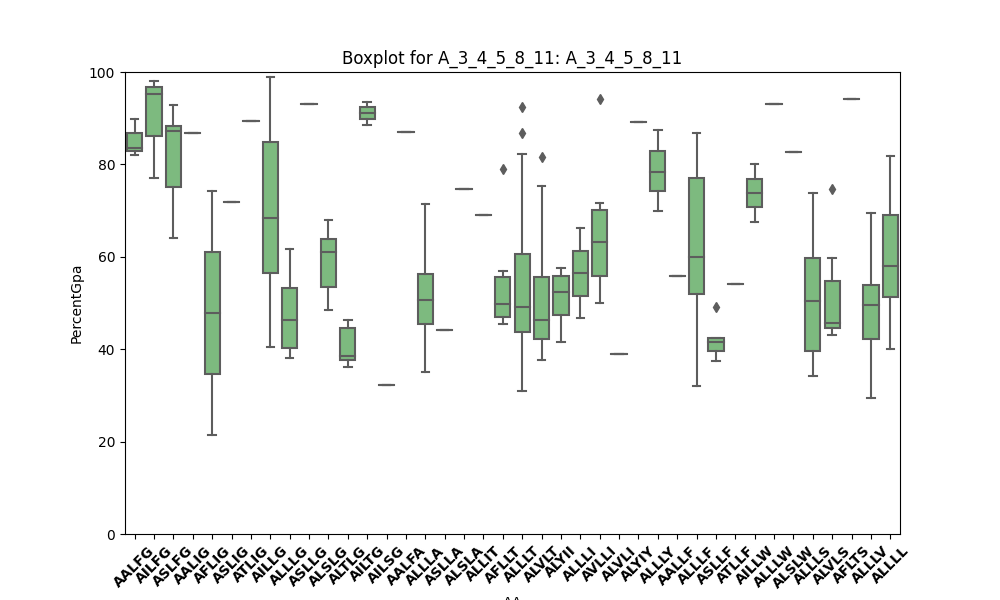 Boxplot for A_3_4_5_8_11: A_3_4_5_8_11
PercentGpa
100
80
60
40
20
0
AALFG
AILFG
ASLFG
AALIG
AFLIG
ASLIG
ATLIG
AILLG
ALLLG
ASLLG
ALSLG
ALTLG
AILTG
AILSG
AALFA
ALLLA
ASLLA
ALSLA
ALLIT
AFLLT
ALLLT
ALVLT
ALYII
ALLLI
AVLLI
ALVLI
ALYIY
ALLLY
AALLF
ALLLF
ASLLF
ATLLF
AILLW
ALLLW
ALSLW
ALLLS
ALVLS
AFLTS
ALLLV
ALLLL